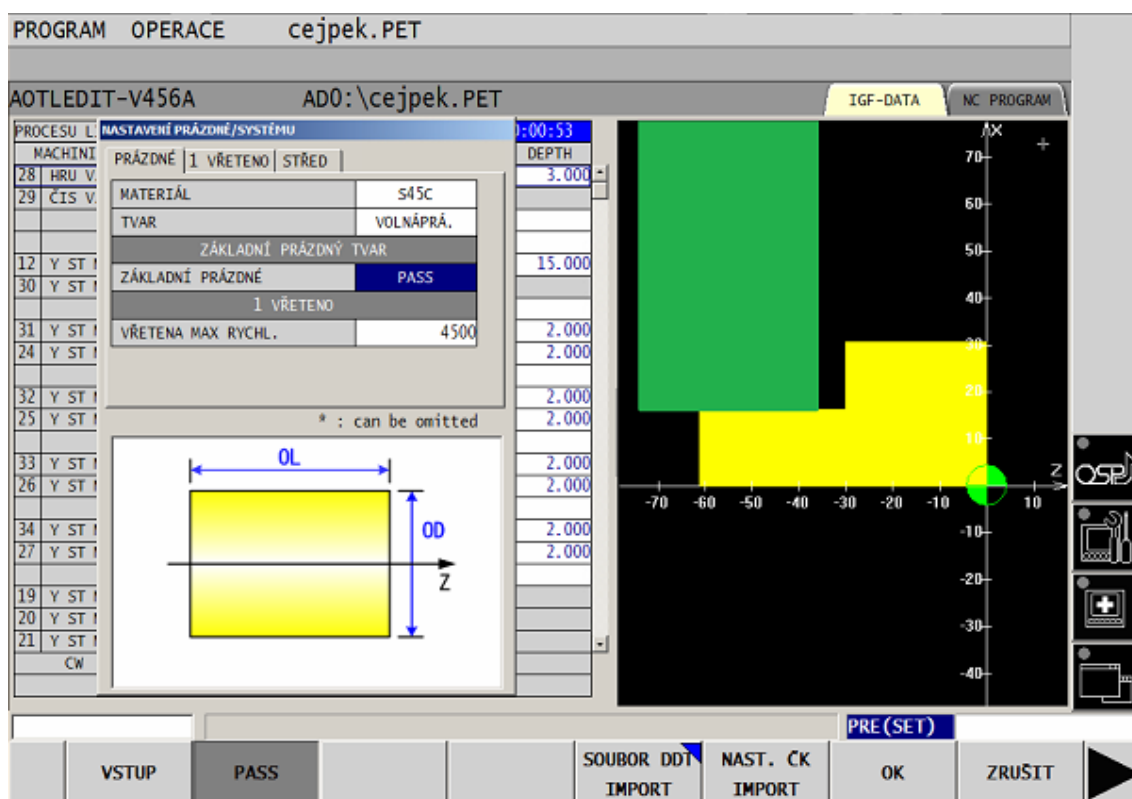 PROGRAM OPERACE cejpek.PET
AOTLEDIT-V456A AD0:\cejpek.PET IGF-DATA NC PROGRAM
PROCESU L NASTAVENÍ PRÁZDNÉ/SYSTÉMU :00:53
MACHINI DEPTH
PRÁZDNÉ 1 VŘETENO STŘED
28 HRU V 3.000
29 ČIS V
MATERIÁL S45C
TVAR VOLNÁPRÁ.
ZÁKLADNÍ PRÁZDNÝ TVAR
12 Y ST 15.000
ZÁKLADNÍ PRÁZDNÉ PASS
30 Y ST
1 VŘETENO
31 Y ST 2.000
VŘETENA MAX RYCHL. 4500
24 Y ST 2.000
32 Y ST 2.000
25 Y ST 2.000
* : can be omitted
33 Y ST 2.000
26 Y ST 2.000
34 Y ST 2.000
27 Y ST 2.000
19 Y ST
20 Y ST
21 Y ST
CW
OL
OD
Z
X
70
60
50
40
30
20
10
Z
-70 -60 -50 -40 -30 -20 -10 10
-10
-20
-30
-40
OSP
PRE(SET)
VSTUP PASS SOUBOR DDT IMPORT NAST. ČK IMPORT OK ZRUŠIT